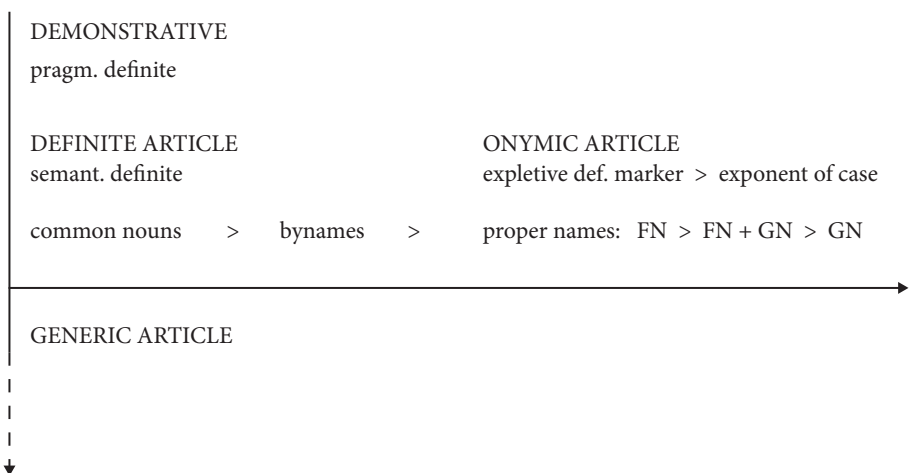 DEMONSTRATIVE
pragm. definite
DEFINITE ARTICLE ONYMIC ARTICLE
semant. definite expletive def. marker > exponent of case
common nouns > bynames > proper names: FN > FN + GN > GN
GENERIC ARTICLE